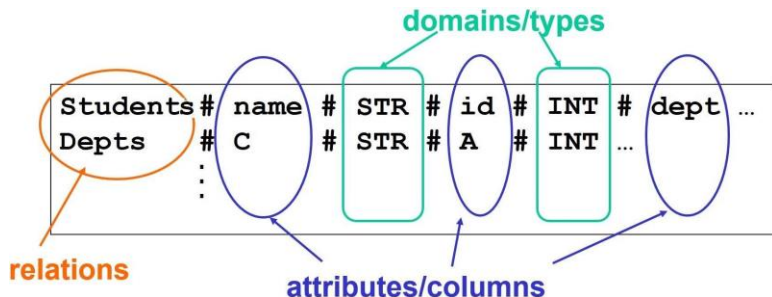 domains/types
Students # name # STR # id # INT # dept …
Depts # C # STR # A # INT …
relations
attributes/columns